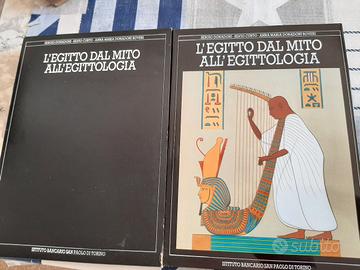 SERGIO DONADONI - SILVIO CURTO - ANNA MARIA DONADONI ROVERI
L'EGITTO DAL MITO
ALL'EGITTOLOGIA
ISTITUTO BANCARIO SAN PAOLO DI TORINO
SERGIO DONADONI - SILVIO CURTO - ANNA MARIA DONADONI ROVERI
L'EGITTO DAL MITO
ALL'EGITTOLOGIA
ISTITUTO BANCARIO SAN PAOLO DI TORINO
subito